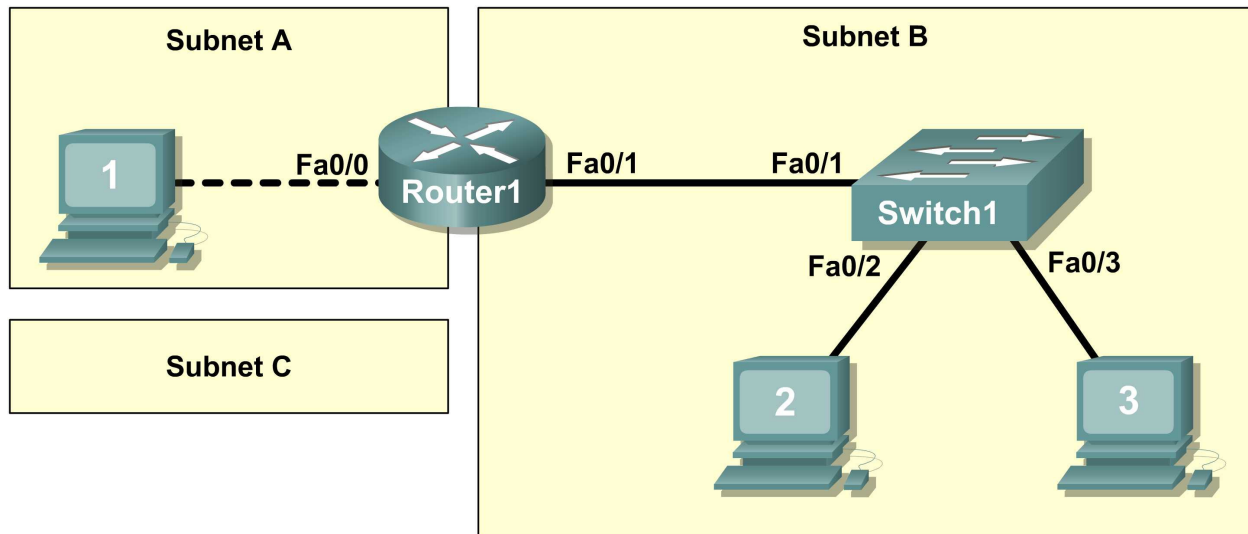 Subnet A
Subnet B
1
Fa0/0
Router1
Fa0/1
Fa0/1
Switch1
Fa0/2
Fa0/3
Subnet C
2
3